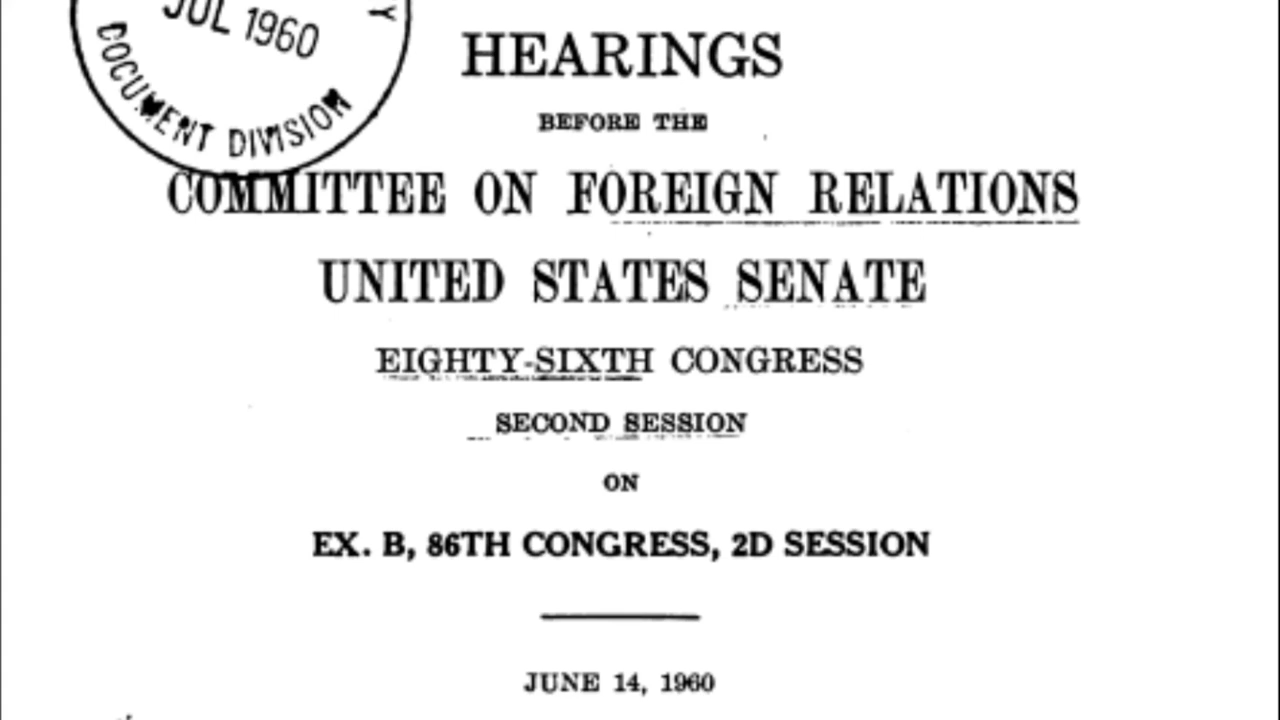 JUL 1960
Y
DOCUMENT DIVISION
HEARINGS
BEFORE THE
COMMITTEE ON FOREIGN RELATIONS
UNITED STATES SENATE
EIGHTY-SIXTH CONGRESS
SECOND SESSION
ON
EX. B, 86TH CONGRESS, 2D SESSION
JUNE 14, 1960